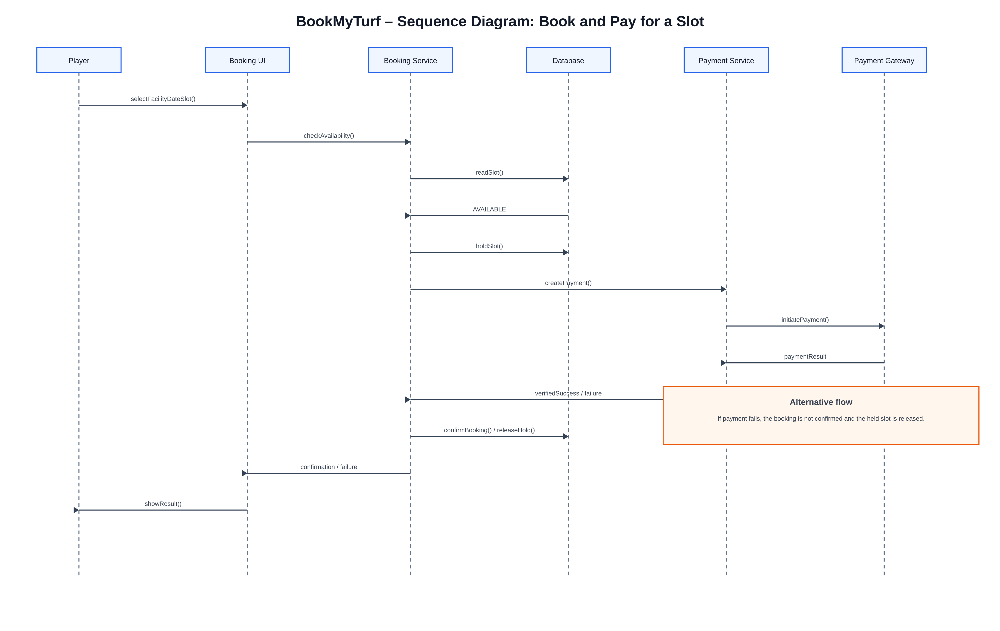 BookMyTurf – Sequence Diagram: Book and Pay for a Slot
Player
Booking UI
Booking Service
Database
Payment Service
Payment Gateway
selectFacilityDateSlot()
checkAvailability()
readSlot()
AVAILABLE
holdSlot()
createPayment()
initiatePayment()
paymentResult
verifiedSuccess / failure
Alternative flow
If payment fails, the booking is not confirmed and the held slot is released.
confirmBooking() / releaseHold()
confirmation / failure
showResult()